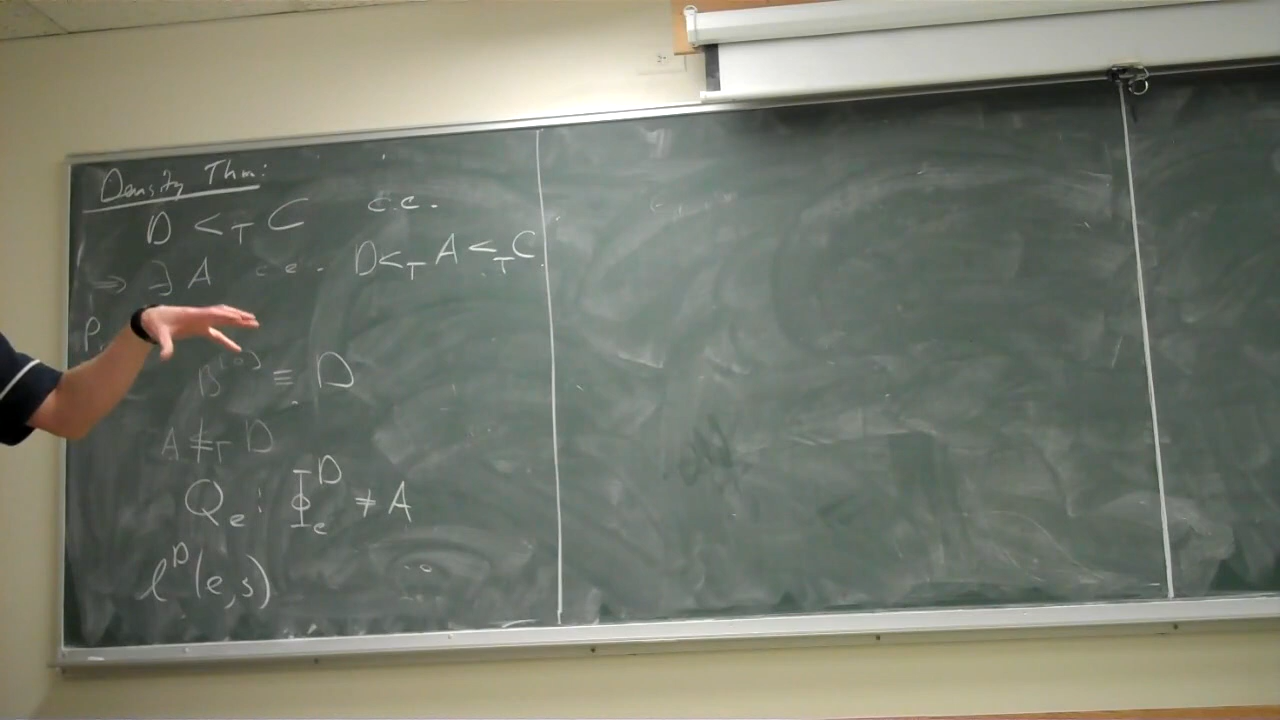 Density Thm:
D <_T C c.e.
⇒ ∃ A c.e. D <_T A <_T C
P
B^(0) ≡ D
A ≰_T D
Q_e : Φ_e^D ≠ A
l^D(e,s)